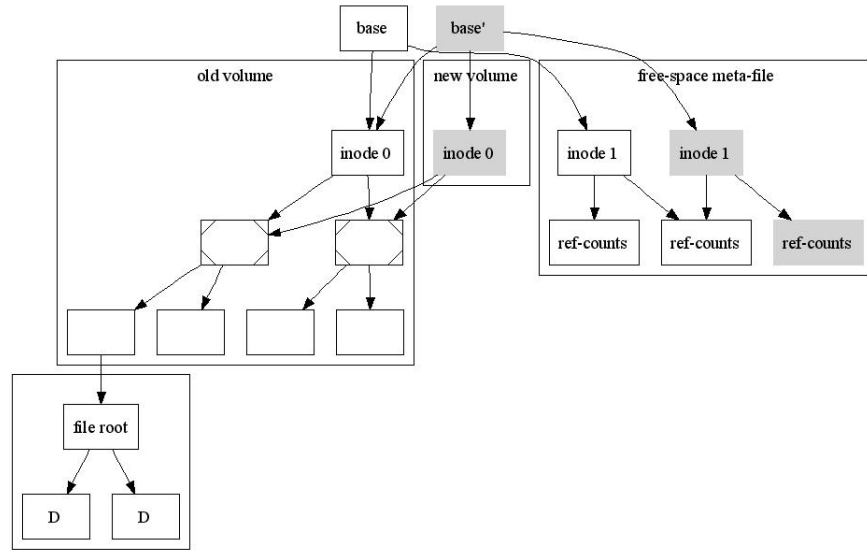 base
base'
old volume
new volume
free-space meta-file
inode 0
inode 0
inode 1
inode 1
ref-counts
ref-counts
ref-counts
file root
D
D